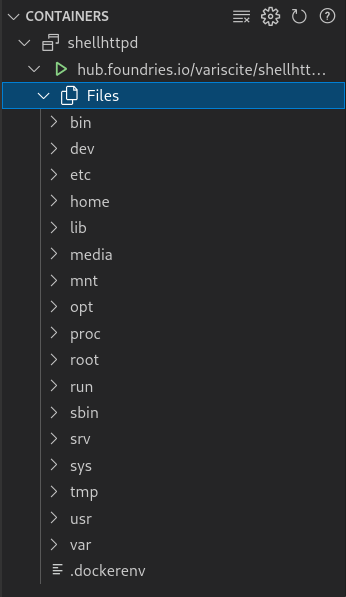 CONTAINERS
shellhttpd
hub.foundries.io/variscite/shellhtt...
Files
bin
dev
etc
home
lib
media
mnt
opt
proc
root
run
sbin
srv
sys
tmp
usr
var
.dockerenv